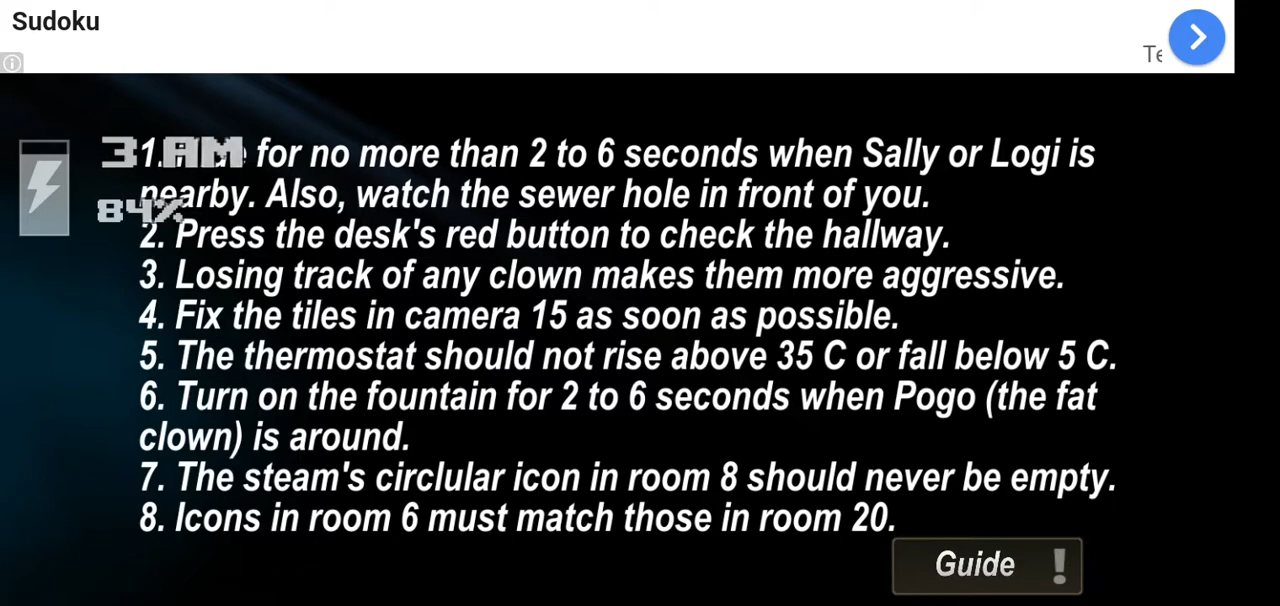 Sudoku
Te
3 AM
84%
1. for no more than 2 to 6 seconds when Sally or Logi is
nearby. Also, watch the sewer hole in front of you.
2. Press the desk's red button to check the hallway.
3. Losing track of any clown makes them more aggressive.
4. Fix the tiles in camera 15 as soon as possible.
5. The thermostat should not rise above 35 C or fall below 5 C.
6. Turn on the fountain for 2 to 6 seconds when Pogo (the fat
clown) is around.
7. The steam's circlular icon in room 8 should never be empty.
8. Icons in room 6 must match those in room 20.
Guide !